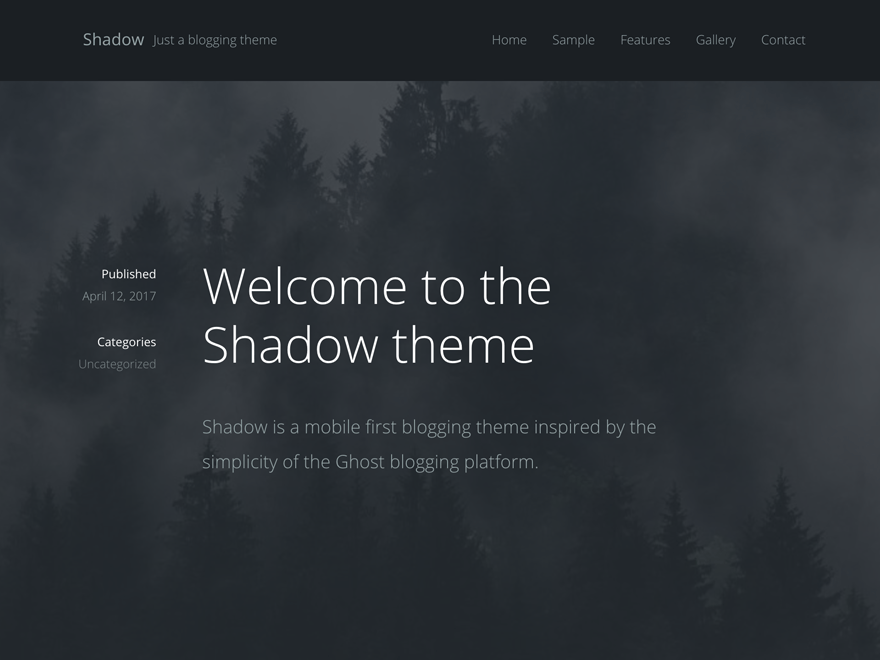 Shadow Just a blogging theme
Home Sample Features Gallery Contact
Published
April 12, 2017
Categories
Uncategorized
Welcome to the
Shadow theme
Shadow is a mobile first blogging theme inspired by the
simplicity of the Ghost blogging platform.